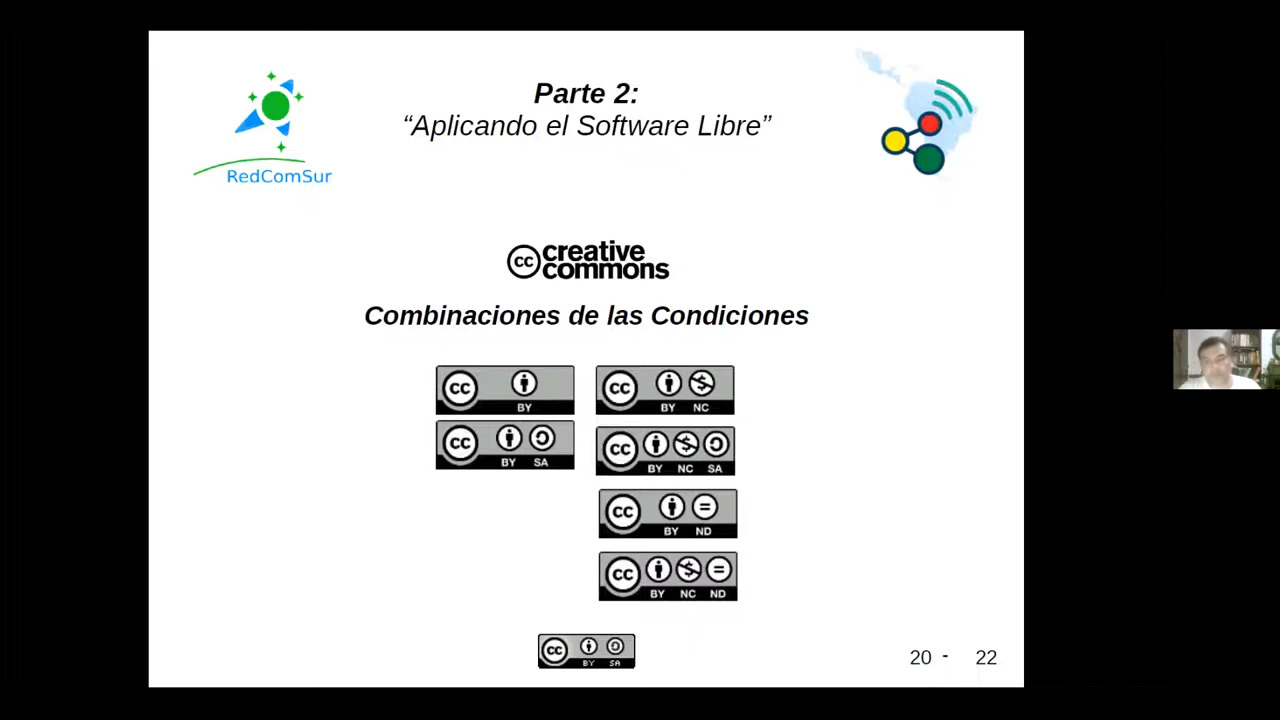 Parte 2:
“Aplicando el Software Libre”
RedComSur
cc creative
commons
Combinaciones de las Condiciones
cc BY
cc BY NC
cc BY SA
cc BY NC SA
cc BY ND
cc BY NC ND
cc BY SA
20 - 22